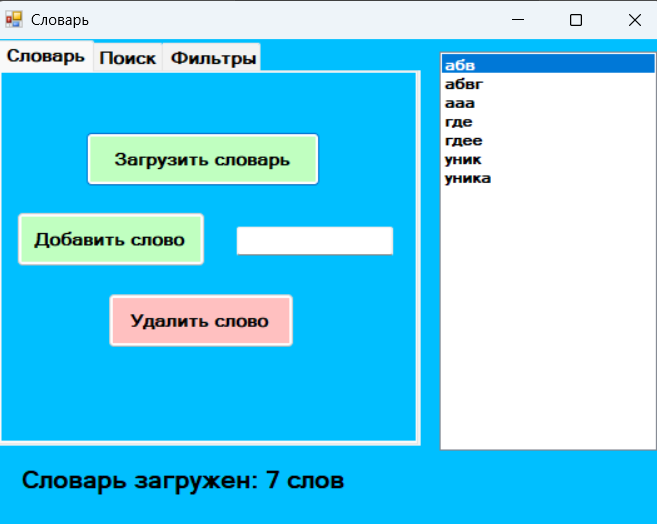 Словарь
Словарь Поиск Фильтры
Загрузить словарь
Добавить слово
Удалить слово
абв
абвг
ааа
где
гдее
уник
уника
Словарь загружен: 7 слов